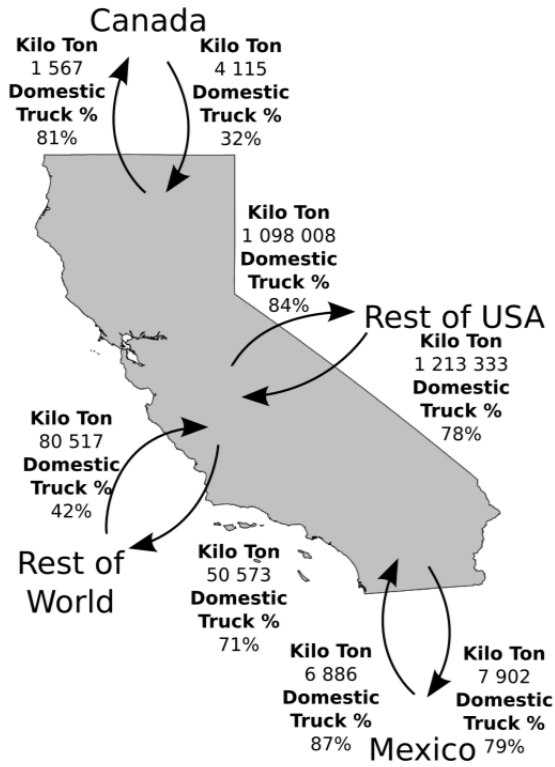 Canada
Kilo Ton
1 567
Domestic
Truck %
81%
Kilo Ton
4 115
Domestic
Truck %
32%
Kilo Ton
1 098 008
Domestic
Truck %
84%
Rest of USA
Kilo Ton
1 213 333
Domestic
Truck %
78%
Kilo Ton
80 517
Domestic
Truck %
42%
Rest of
World
Kilo Ton
50 573
Domestic
Truck %
71%
Kilo Ton
6 886
Domestic
Truck %
87%
Kilo Ton
7 902
Domestic
Truck %
79%
Mexico